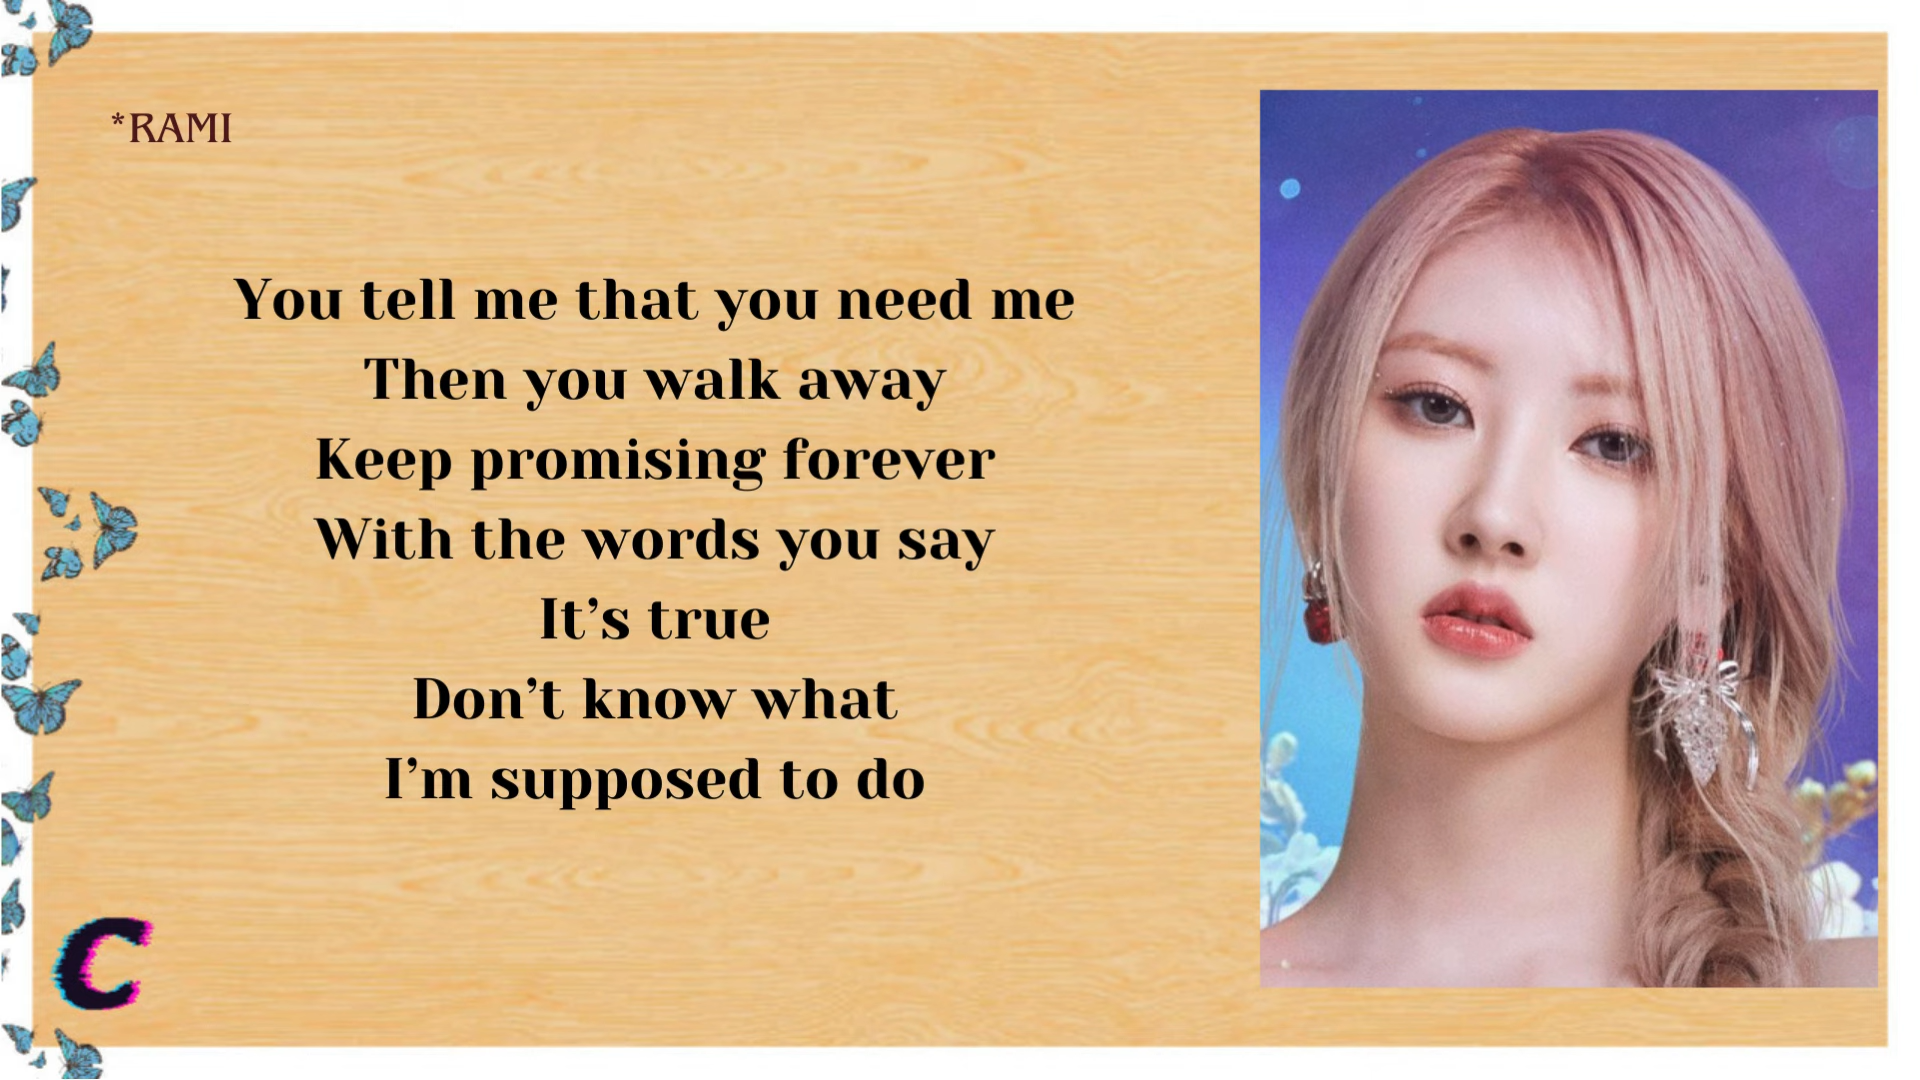 *RAMI
You tell me that you need me
Then you walk away
Keep promising forever
With the words you say
It’s true
Don’t know what
I’m supposed to do
C